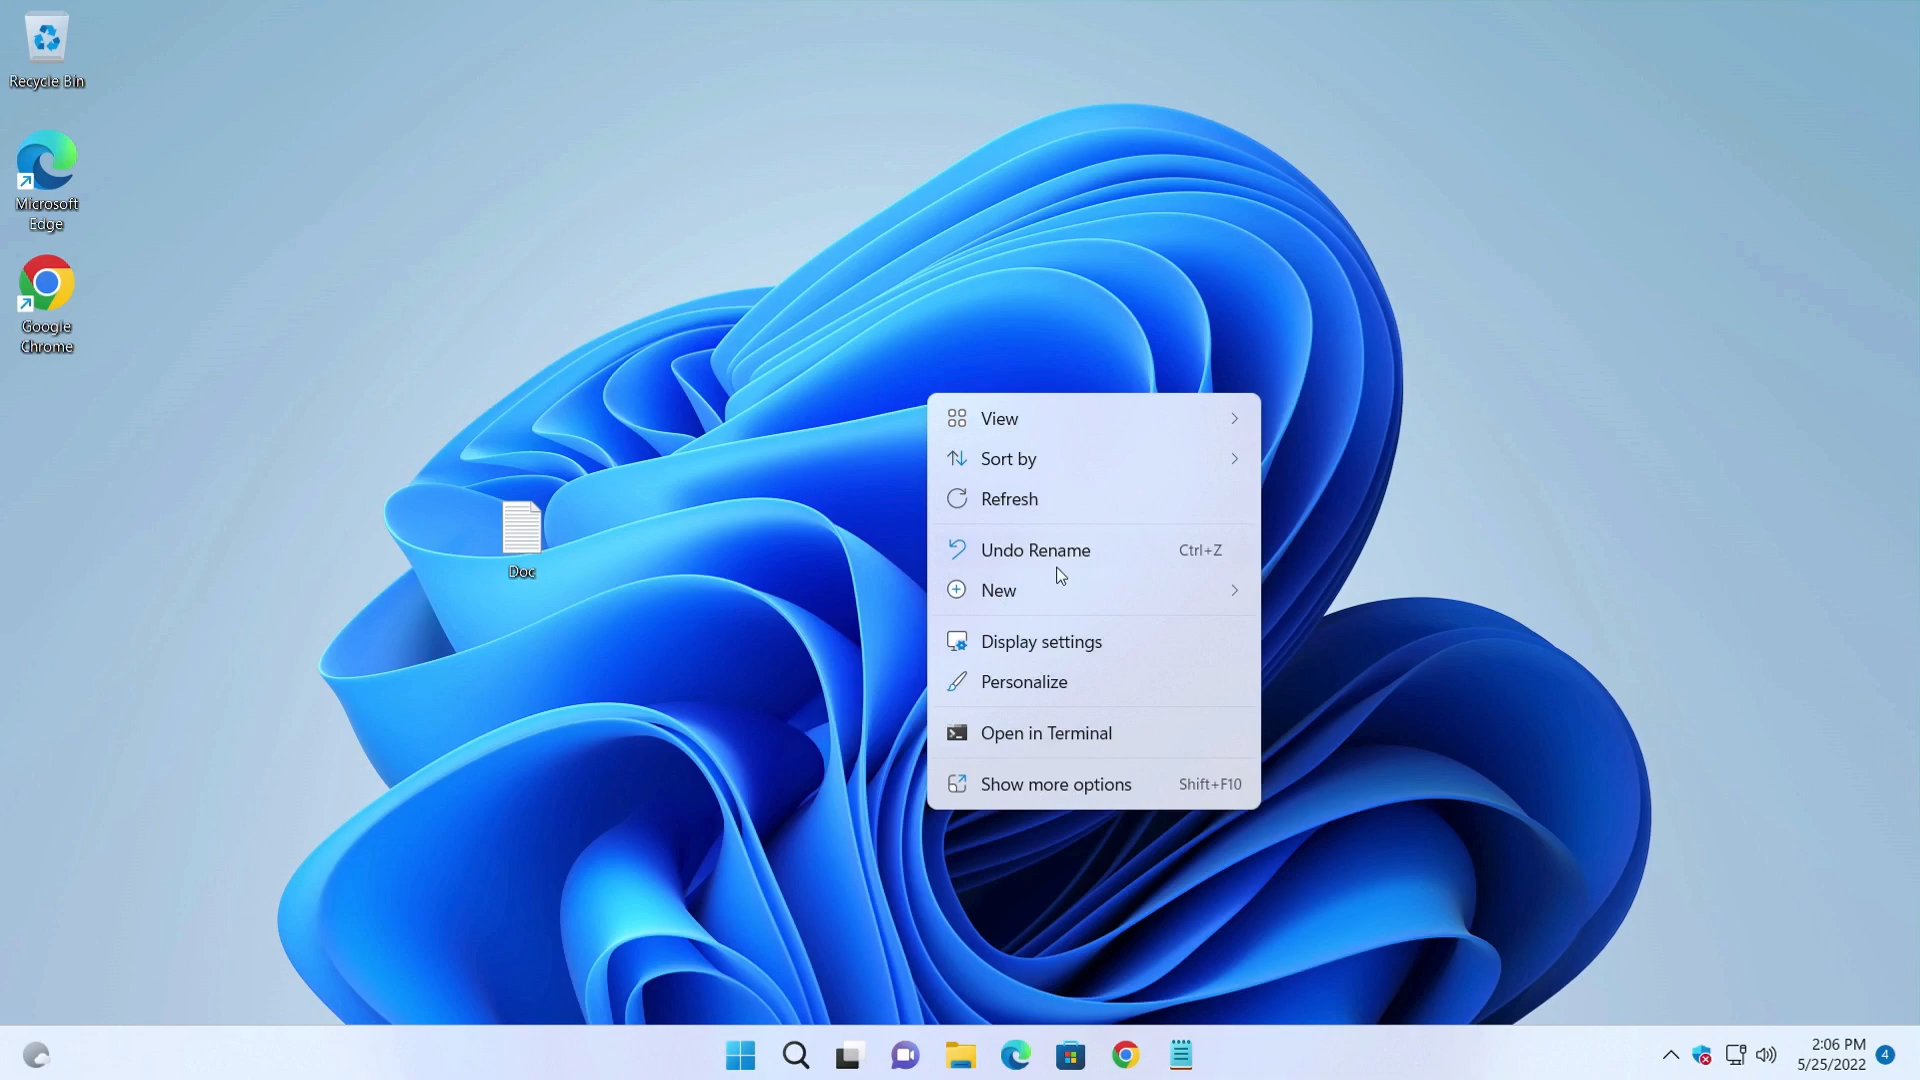 Recycle Bin
Microsoft
Edge
Google
Chrome
Doc
View
Sort by
Refresh
Undo Rename Ctrl+Z
New
Display settings
Personalize
Open in Terminal
Show more options Shift+F10
2:06 PM
5/25/2022
4